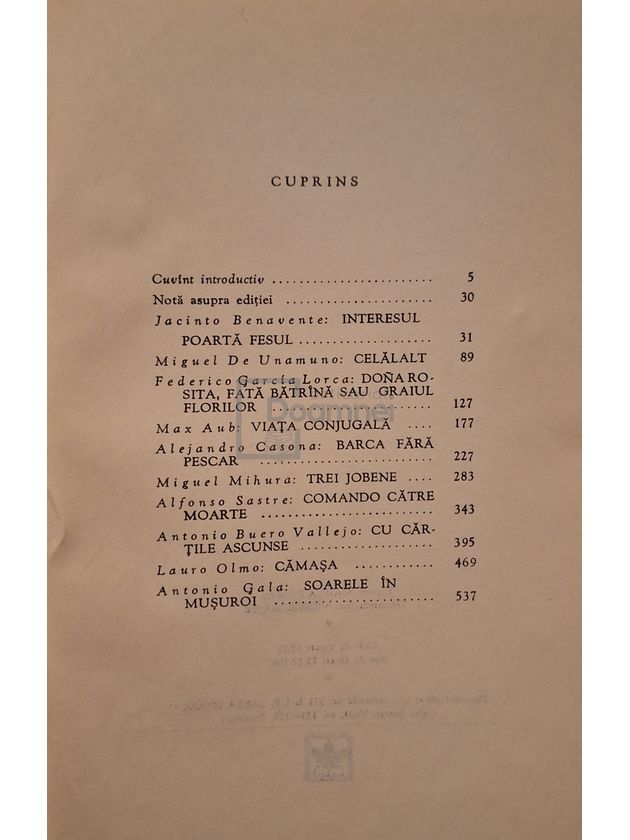 CUPRINS
Cuvînt introductiv ........................ 5
Notă asupra ediției ...................... 30
Jacinto Benavente: INTERESUL
POARTĂ FESUL .................... 31
Miguel De Unamuno: CELĂLALT 89
Federico Garcia Lorca: DOÑA RO-
SITA, FATĂ BĂTRÎNĂ SAU GRAIUL
FLORILOR ........................ 127
Max Aub: VIAȚA CONJUGALĂ .... 177
Alejandro Casona: BARCA FĂRĂ
PESCAR .......................... 227
Miguel Mihura: TREI JOBENE .... 283
Alfonso Sastre: COMANDO CĂTRE
MOARTE .......................... 343
Antonio Buero Vallejo: CU CĂR-
ȚILE ASCUNSE .................... 395
Lauro Olmo: CĂMAȘA ............ 469
Antonio Gala: SOARELE ÎN
MUȘUROI ........................ 537
Doamnei